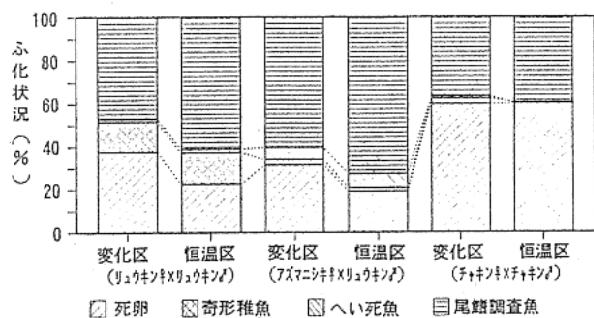 ふ化状況(%)
100
80
60
40
20
0
変化区 恒温区 変化区 恒温区 変化区 恒温区
(リュウキン♀×リュウキン♂) (アズマニシキ♀×リュウキン♂) (チャキン♀×チャキン♂)
死卵 奇形稚魚 へい死魚 尾鰭調査魚